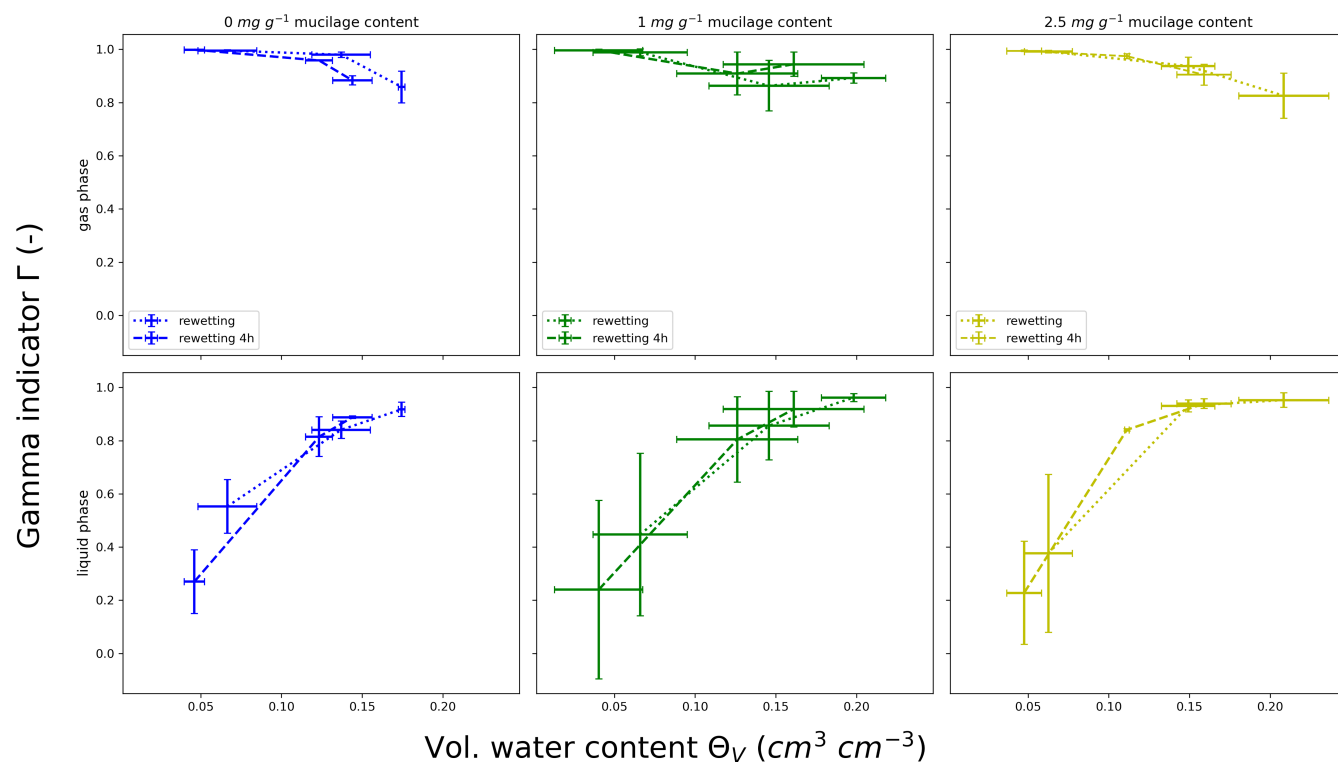 0 mg g⁻¹ mucilage content
1 mg g⁻¹ mucilage content
2.5 mg g⁻¹ mucilage content
Gamma indicator Γ (-)
gas phase
1.0
0.8
0.6
0.4
0.2
0.0
rewetting
rewetting 4h
rewetting
rewetting 4h
rewetting
rewetting 4h
liquid phase
1.0
0.8
0.6
0.4
0.2
0.0
0.05 0.10 0.15 0.20
0.05 0.10 0.15 0.20
0.05 0.10 0.15 0.20
Vol. water content Θ_V (cm³ cm⁻³)